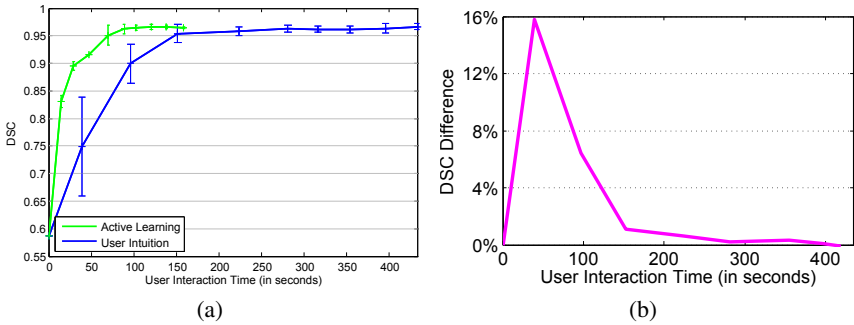 1
0.95
0.9
0.85
0.8
0.75
0.7
0.65
0.6
0.55
DSC
Active Learning
User Intuition
0 50 100 150 200 250 300 350 400
User Interaction Time (in seconds)
(a)
16%
12%
8%
4%
0%
DSC Difference
0 100 200 300 400
User Interaction Time (in seconds)
(b)